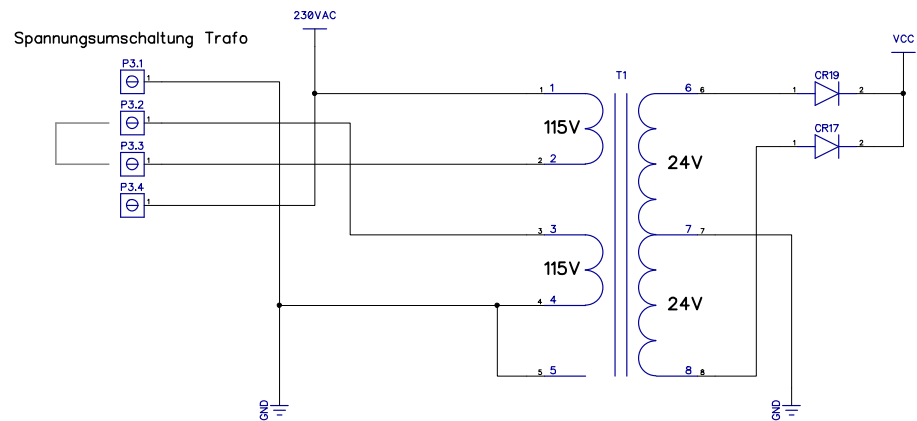 230VAC
Spannungsumschaltung Trafo
VCC
P3.1
1
P3.2
1
P3.3
1
P3.4
1
T1
1 1
115V
2 2
3 3
115V
4 4
5 5
6 6
24V
7 7
24V
8 8
CR19
1 2
CR17
1 2
GND
GND